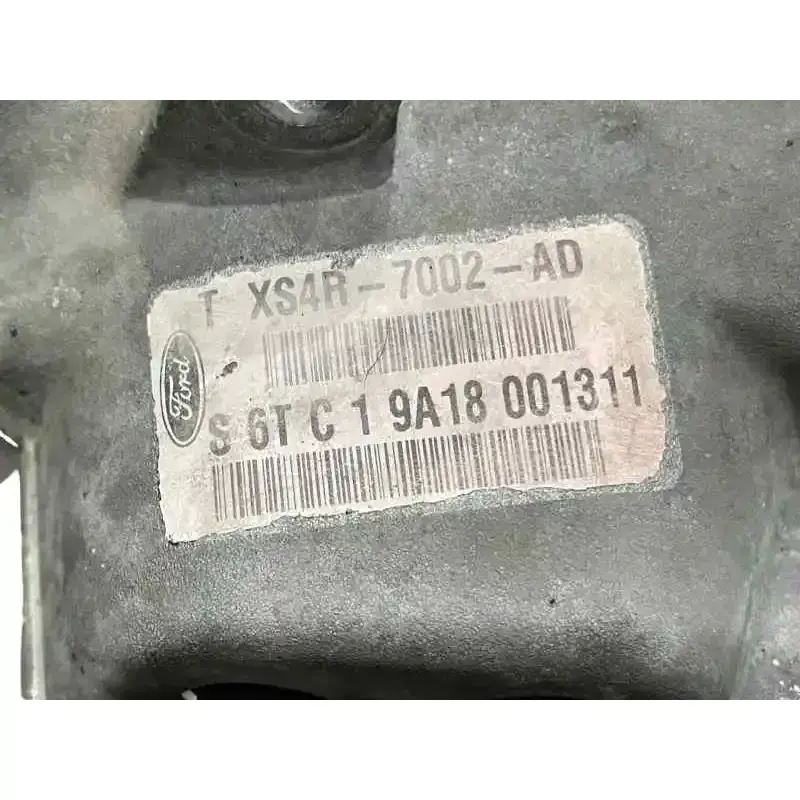 T XS4R-7002-AD
Ford
S 6T C 1 9A18 001311